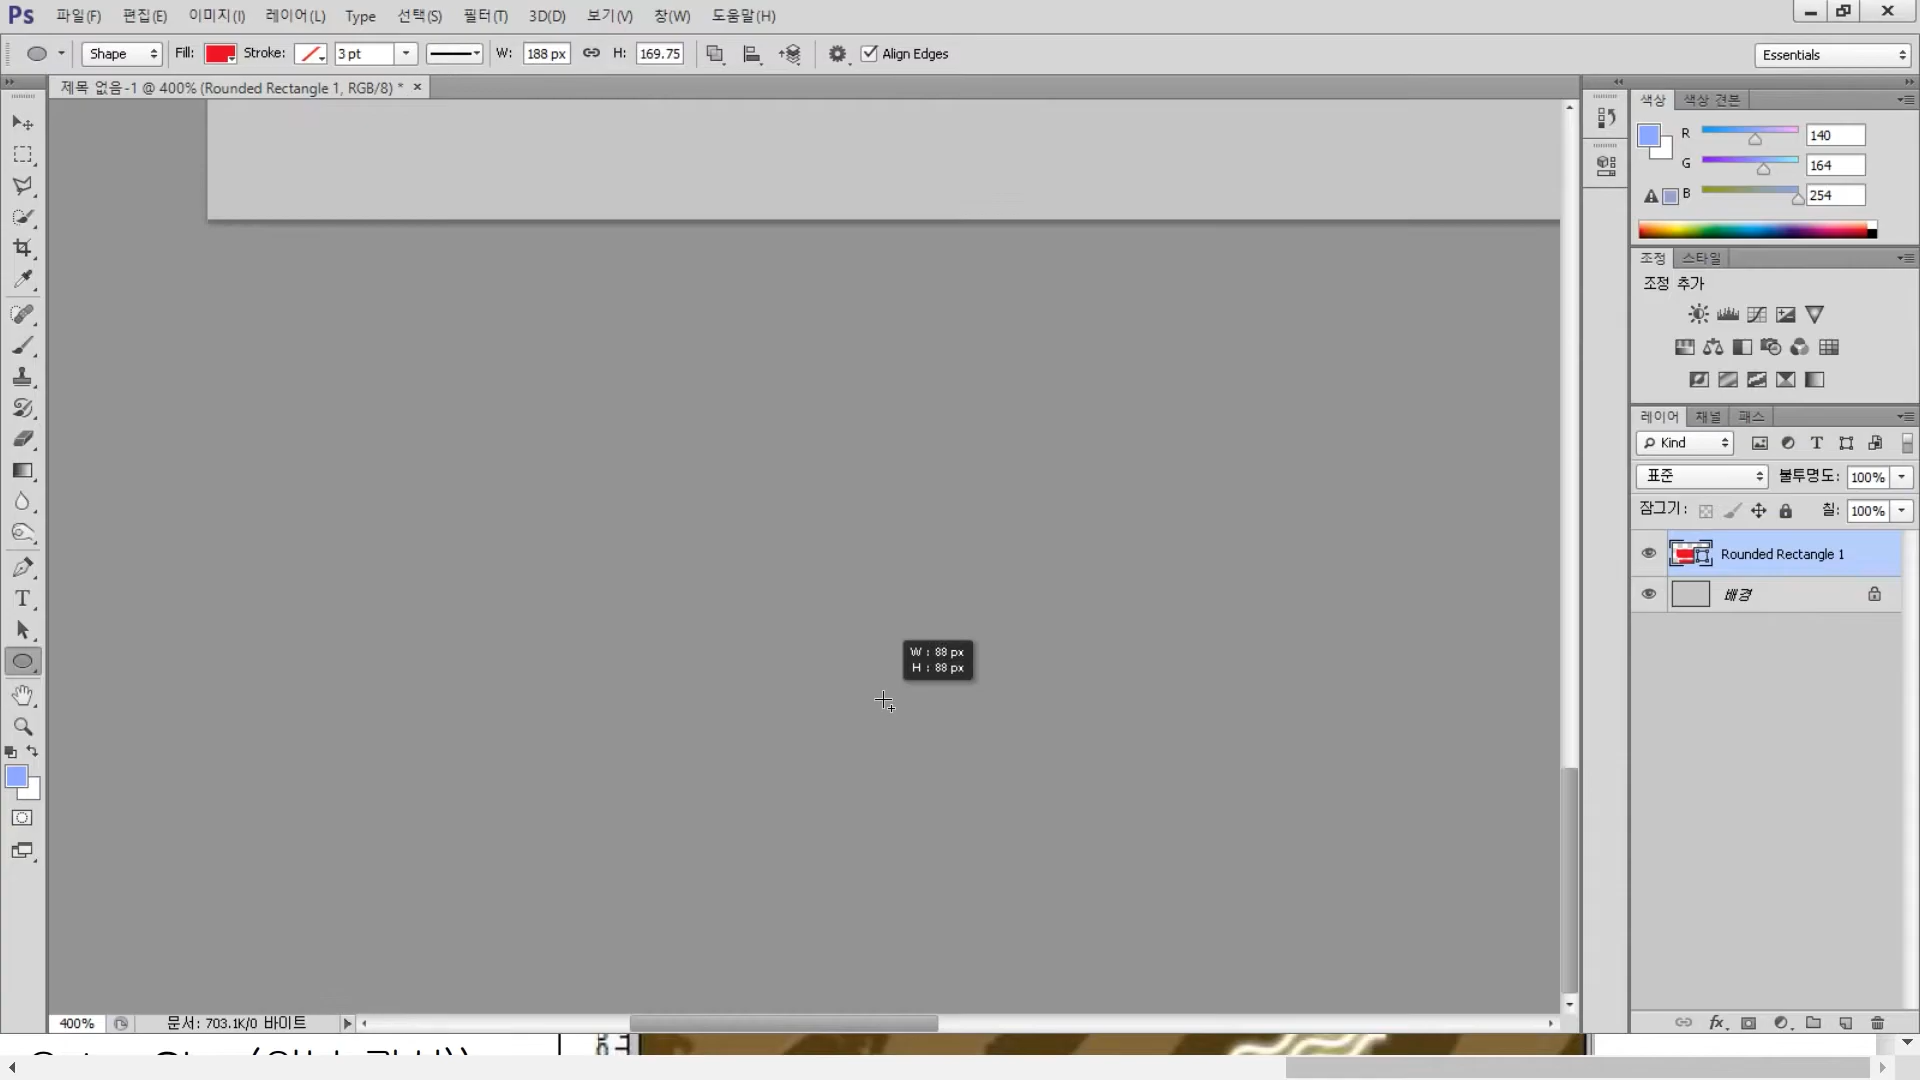 Ps 파일(F) 편집(E) 이미지(I) 레이어(L) Type 선택(S) 필터(T) 3D(D) 보기(V) 창(W) 도움말(H)
Shape Fill: Stroke: 3 pt W: 188 px H: 169.75 Align Edges Essentials
제목 없음-1 @ 400% (Rounded Rectangle 1, RGB/8) *
색상 색상 견본
R 140
G 164
B 254
조정 스타일
조정 추가
레이어 채널 패스
Kind
표준 불투명도: 100%
잠그기: 칠: 100%
Rounded Rectangle 1
배경
W : 88 px
H : 88 px
400% 문서: 703.1K/0 바이트